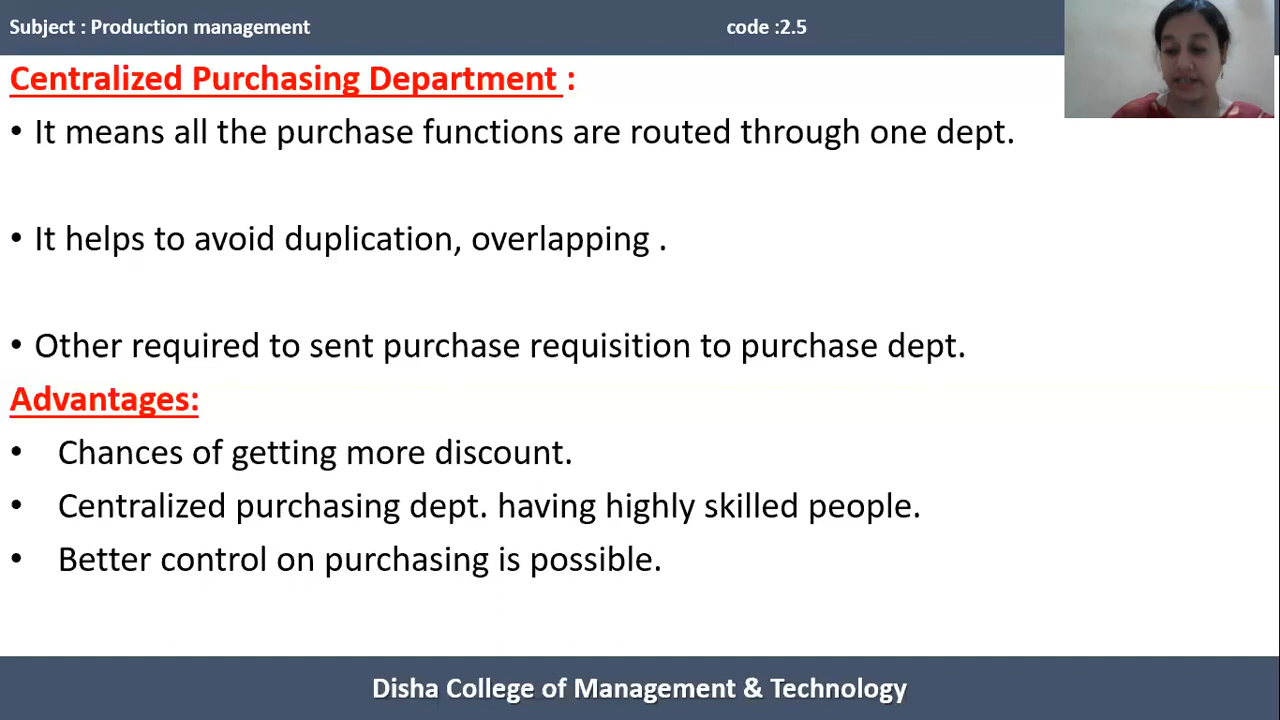 Subject : Production management code :2.5
Centralized Purchasing Department :
• It means all the purchase functions are routed through one dept.
• It helps to avoid duplication, overlapping .
• Other required to sent purchase requisition to purchase dept.
Advantages:
• Chances of getting more discount.
• Centralized purchasing dept. having highly skilled people.
• Better control on purchasing is possible.
Disha College of Management & Technology